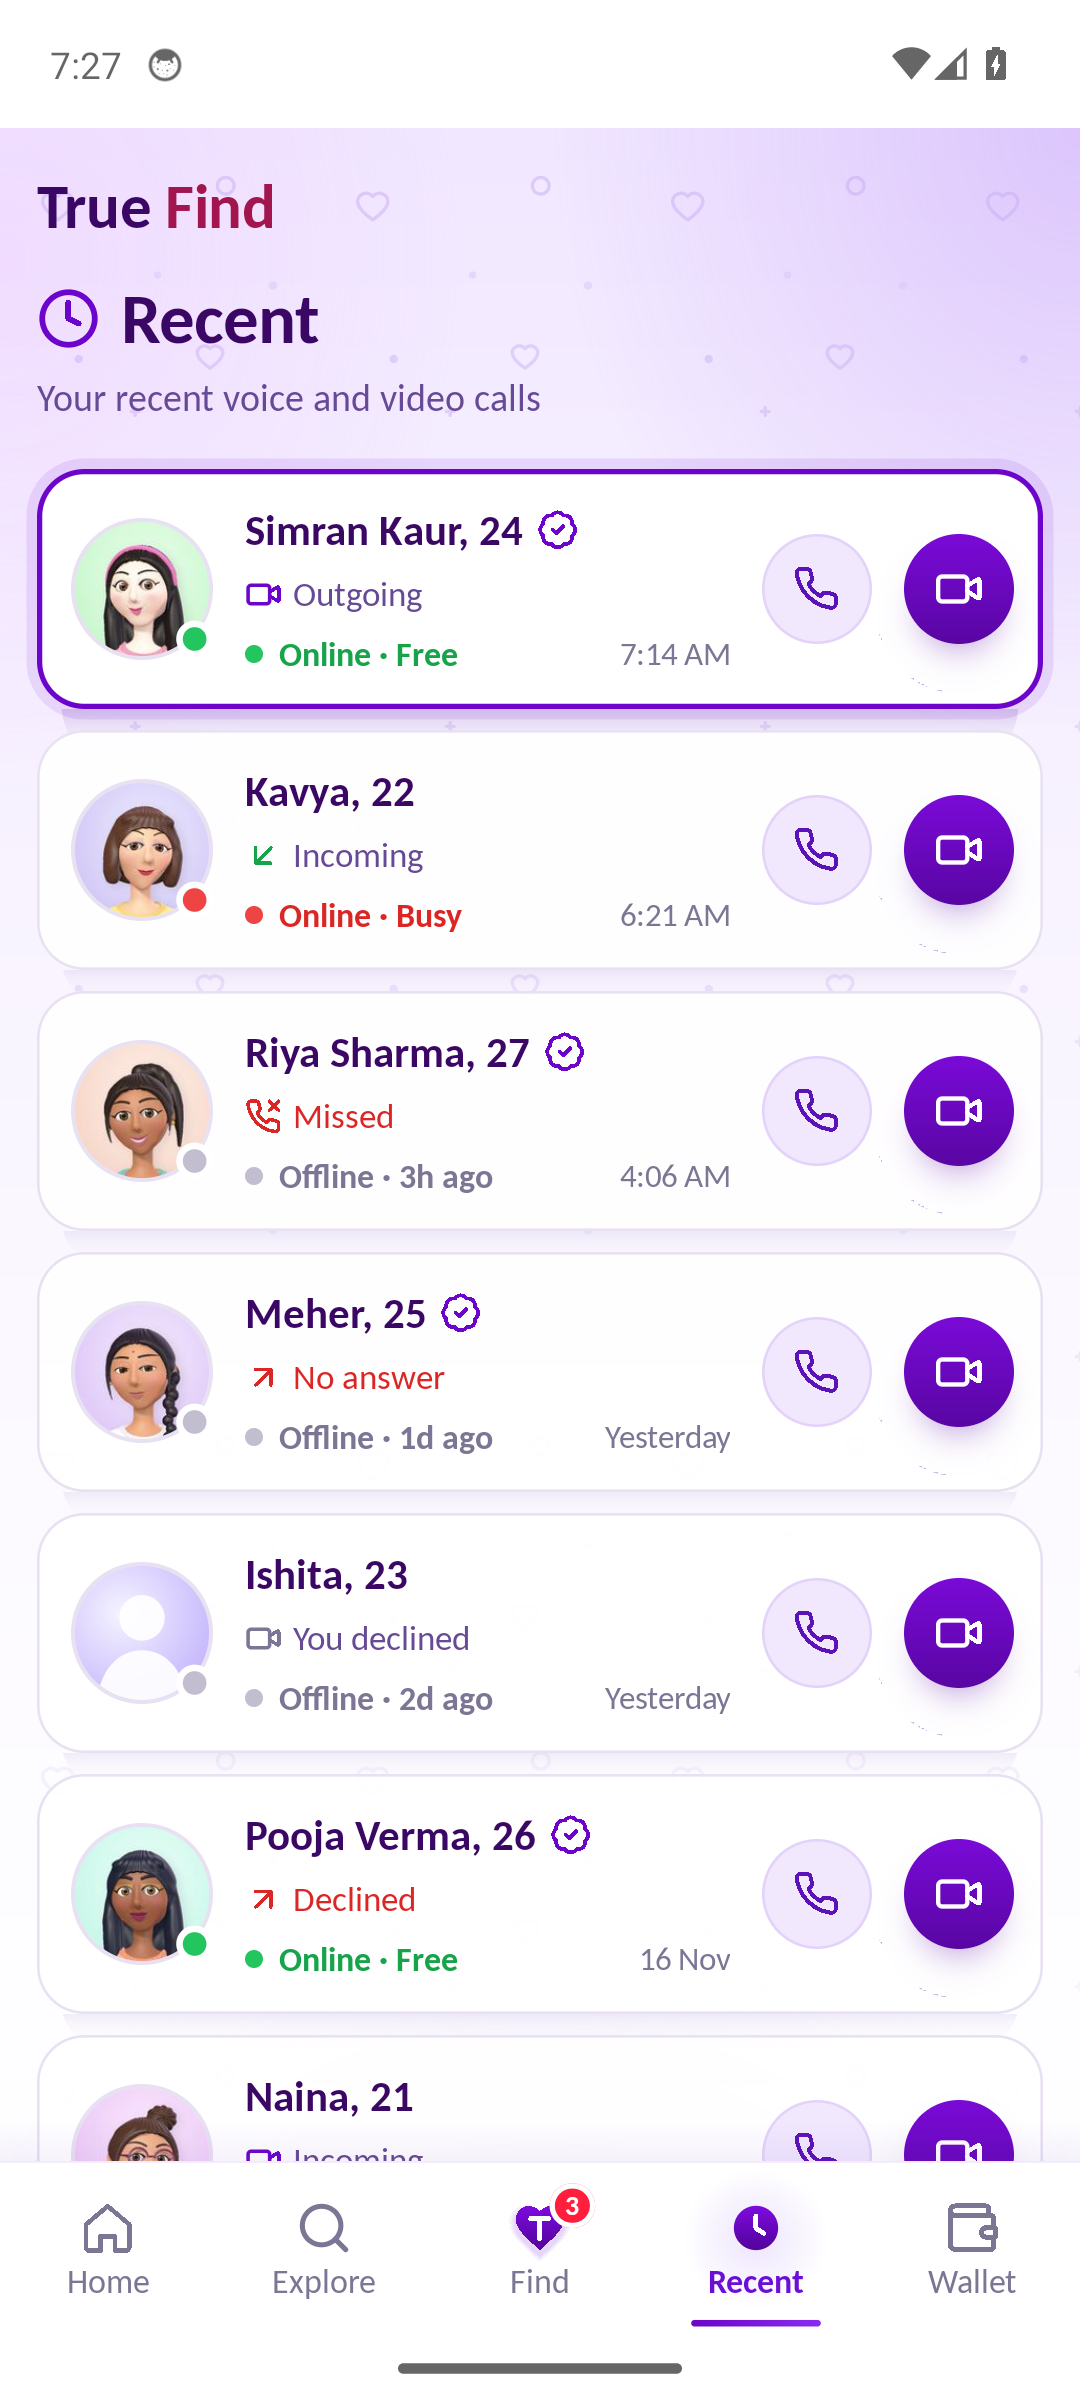 7:27
True Find
Recent
Your recent voice and video calls
Simran Kaur, 24
Outgoing
Online · Free 7:14 AM
Kavya, 22
Incoming
Online · Busy 6:21 AM
Riya Sharma, 27
Missed
Offline · 3h ago 4:06 AM
Meher, 25
No answer
Offline · 1d ago Yesterday
Ishita, 23
You declined
Offline · 2d ago Yesterday
Pooja Verma, 26
Declined
Online · Free 16 Nov
Naina, 21
Incoming
T 3
Home Explore Find Recent Wallet